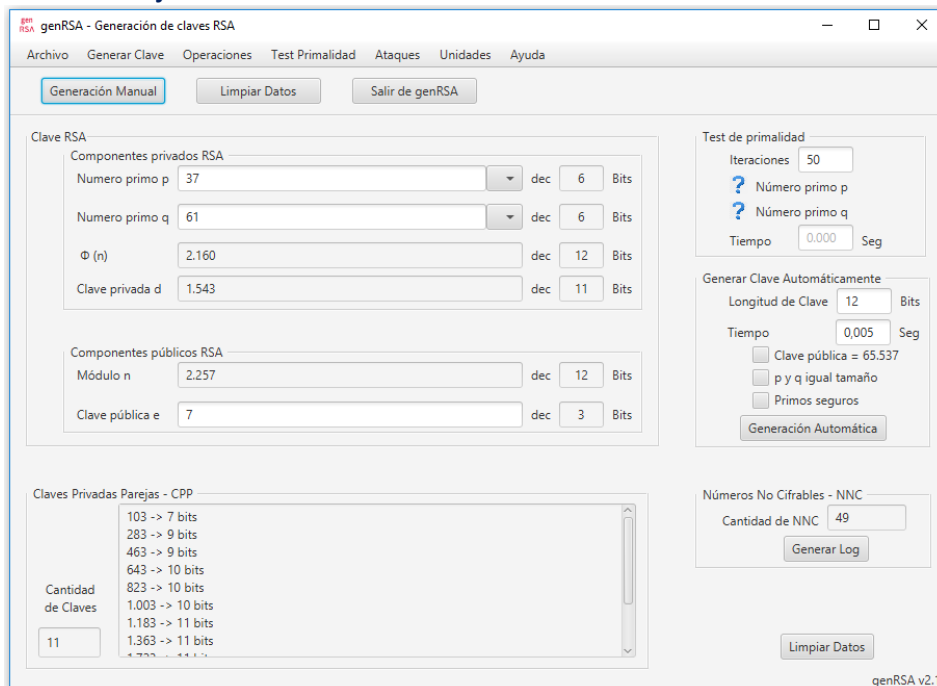 gen RSA genRSA - Generación de claves RSA
Archivo Generar Clave Operaciones Test Primalidad Ataques Unidades Ayuda
Generación Manual Limpiar Datos Salir de genRSA
Clave RSA
Componentes privados RSA
Numero primo p 37 dec 6 Bits
Numero primo q 61 dec 6 Bits
Φ (n) 2.160 dec 12 Bits
Clave privada d 1.543 dec 11 Bits
Componentes públicos RSA
Módulo n 2.257 dec 12 Bits
Clave pública e 7 dec 3 Bits
Test de primalidad
Iteraciones 50
? Número primo p
? Número primo q
Tiempo 0.000 Seg
Generar Clave Automáticamente
Longitud de Clave 12 Bits
Tiempo 0,005 Seg
Clave pública = 65.537
p y q igual tamaño
Primos seguros
Generación Automática
Claves Privadas Parejas - CPP
Cantidad
de Claves
11
103 -> 7 bits
283 -> 9 bits
463 -> 9 bits
643 -> 10 bits
823 -> 10 bits
1.003 -> 10 bits
1.183 -> 11 bits
1.363 -> 11 bits
Números No Cifrables - NNC
Cantidad de NNC 49
Generar Log
Limpiar Datos
genRSA